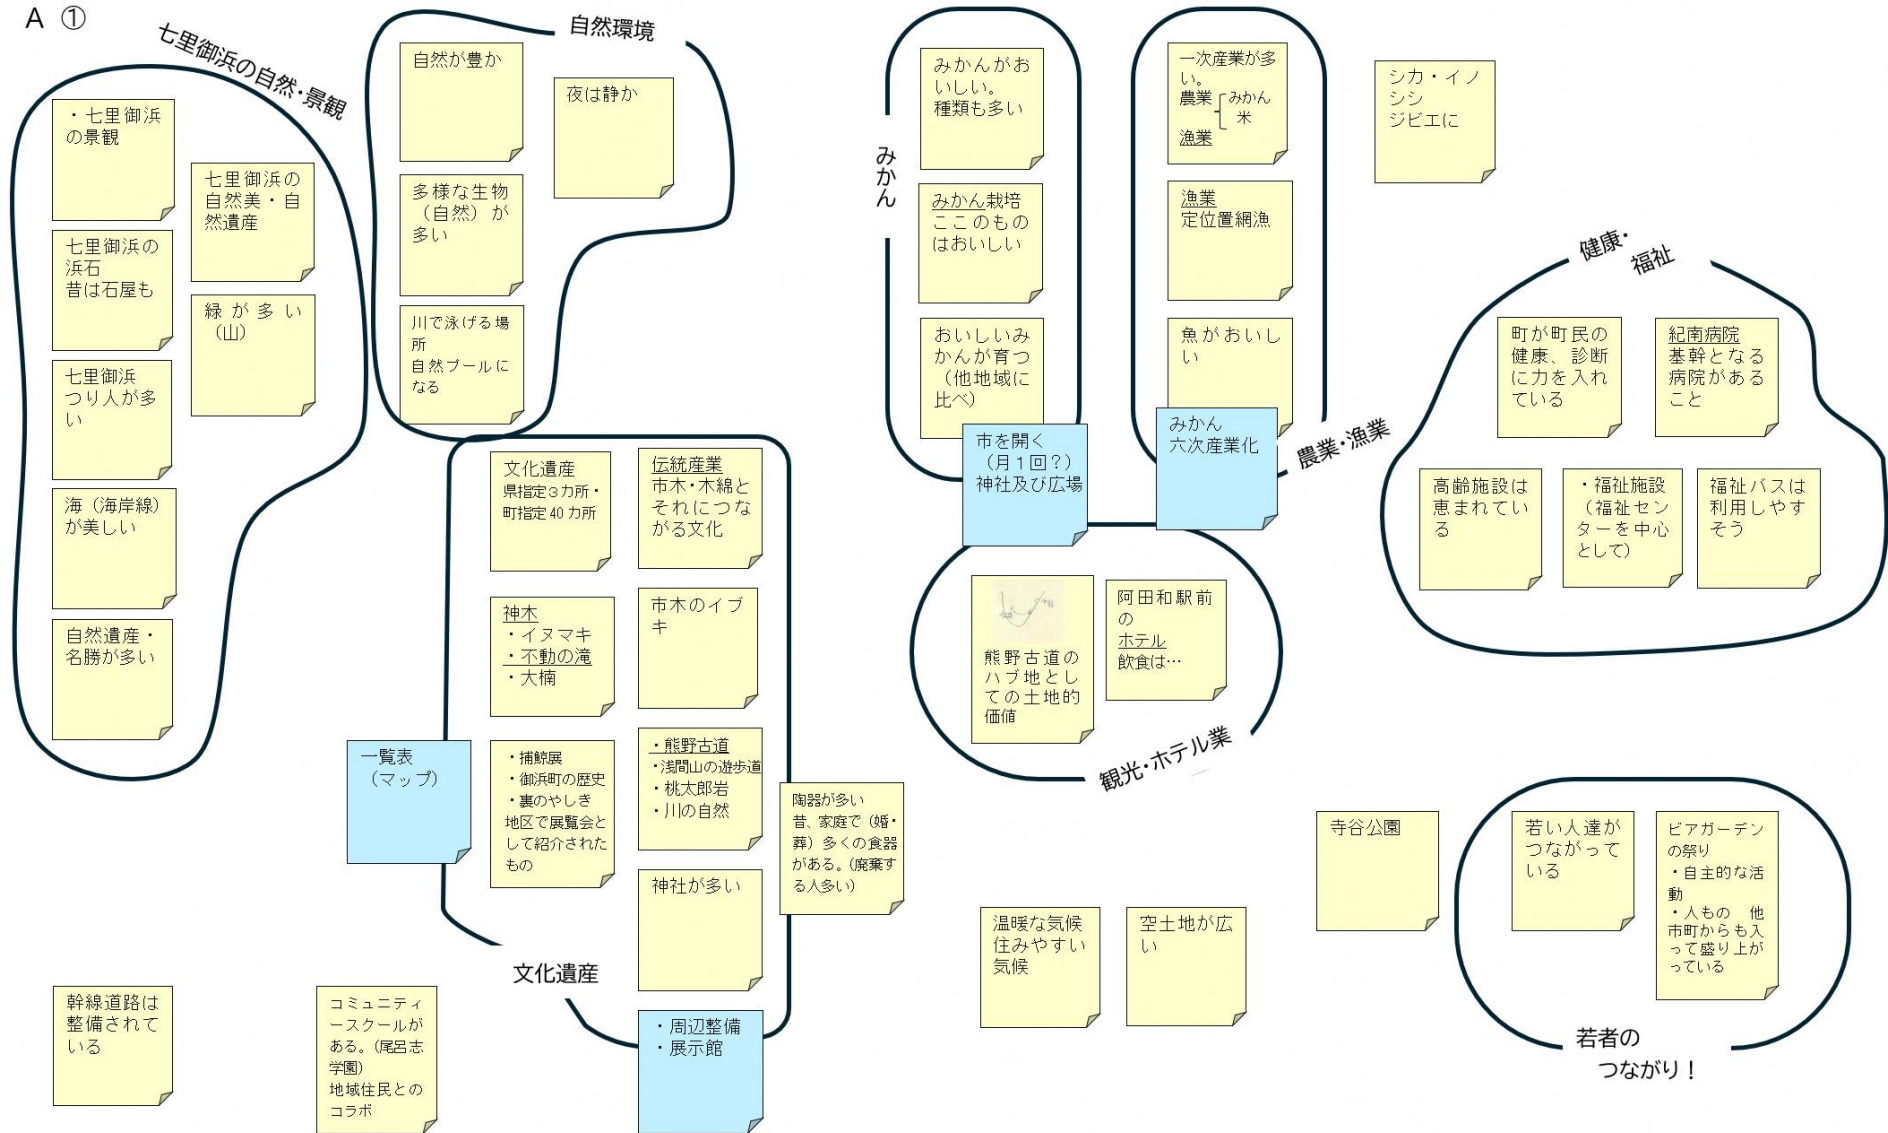 A ①
七里御浜の自然・景観
・七里御浜
の景観
七里御浜の
自然美・自
然遺産
七里御浜の
浜石
昔は石屋も
緑が多い
（山）
七里御浜
つり人が多
い
海（海岸線）
が美しい
自然遺産・
名勝が多い
自然環境
自然が豊か
夜は静か
多様な生物
（自然）が
多い
川で泳げる場
所
自然プールに
なる
文化遺産
県指定３カ所・
町指定40カ所
伝統産業
市木・木綿と
それにつな
がる文化
神木
・イヌマキ
・不動の滝
・大楠
市木のイブ
キ
一覧表
（マップ）
・捕鯨展
・御浜町の歴史
・裏のやしき
地区で展覧会と
して紹介された
もの
・熊野古道
・浅間山の遊歩道
・桃太郎岩
・川の自然
陶器が多い
昔、家庭で（婚・
葬）多くの食器
がある。（廃棄す
る人多い）
神社が多い
文化遺産
・周辺整備
・展示館
みかん
みかんがお
いしい。
種類も多い
みかん栽培
ここのもの
はおいしい
おいしいみ
かんが育つ
（他地域に
比べ）
市を開く
（月１回？）
神社及び広場
一次産業が多
い。
農業 みかん
米
漁業
漁業
定位置網漁
魚がおいし
い
みかん
六次産業化
農業・漁業
シカ・イノ
シシ
ジビエに
熊野古道の
ハブ地とし
ての土地的
価値
阿田和駅前
の
ホテル
飲食は…
観光・ホテル業
健康・
福祉
町が町民の
健康、診断
に力を入れ
ている
紀南病院
基幹となる
病院がある
こと
高齢施設は
恵まれてい
る
・福祉施設
（福祉セン
ターを中心
として）
福祉バスは
利用しやす
そう
寺谷公園
若い人達が
つながって
いる
ビアガーデン
の祭り
・自主的な活
動
・人もの　他
市町からも入
って盛り上が
っている
若者の
つながり！
温暖な気候
住みやすい
気候
空土地が広
い
幹線道路は
整備されて
いる
コミュニティ
ースクールが
ある。（尾呂志
学園）
地域住民との
コラボ